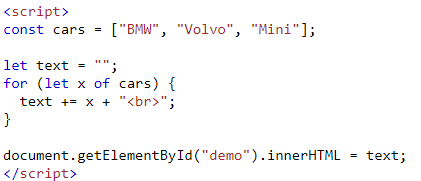 <script>
const cars = ["BMW", "Volvo", "Mini"];
let text = "";
for (let x of cars) {
  text += x + "<br>";
}
document.getElementById("demo").innerHTML = text;
</script>